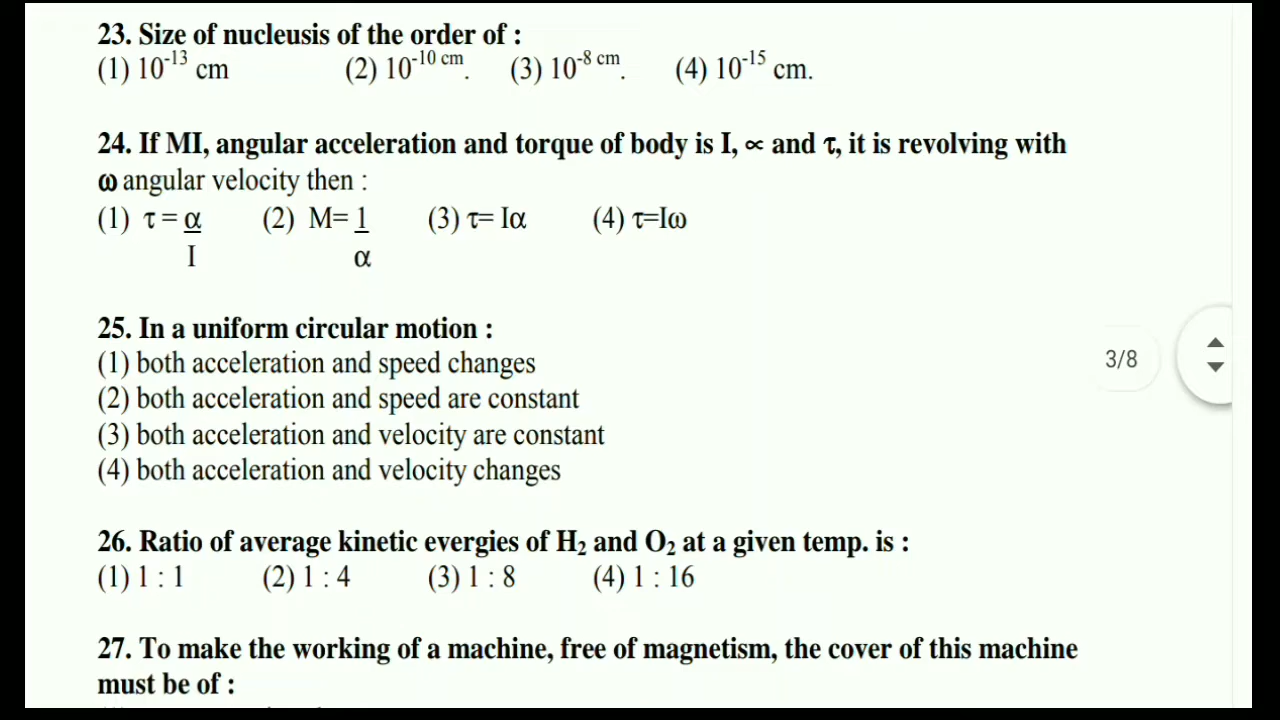 23. Size of nucleusis of the order of :
(1) 10-13 cm (2) 10-10 cm. (3) 10-8 cm. (4) 10-15 cm.
24. If MI, angular acceleration and torque of body is I, ∝ and τ, it is revolving with
ω angular velocity then :
(1) τ = α (2) M= 1 (3) τ= Iα (4) τ=Iω
I α
25. In a uniform circular motion :
(1) both acceleration and speed changes
(2) both acceleration and speed are constant
(3) both acceleration and velocity are constant
(4) both acceleration and velocity changes
3/8
26. Ratio of average kinetic evergies of H2 and O2 at a given temp. is :
(1) 1 : 1 (2) 1 : 4 (3) 1 : 8 (4) 1 : 16
27. To make the working of a machine, free of magnetism, the cover of this machine
must be of :